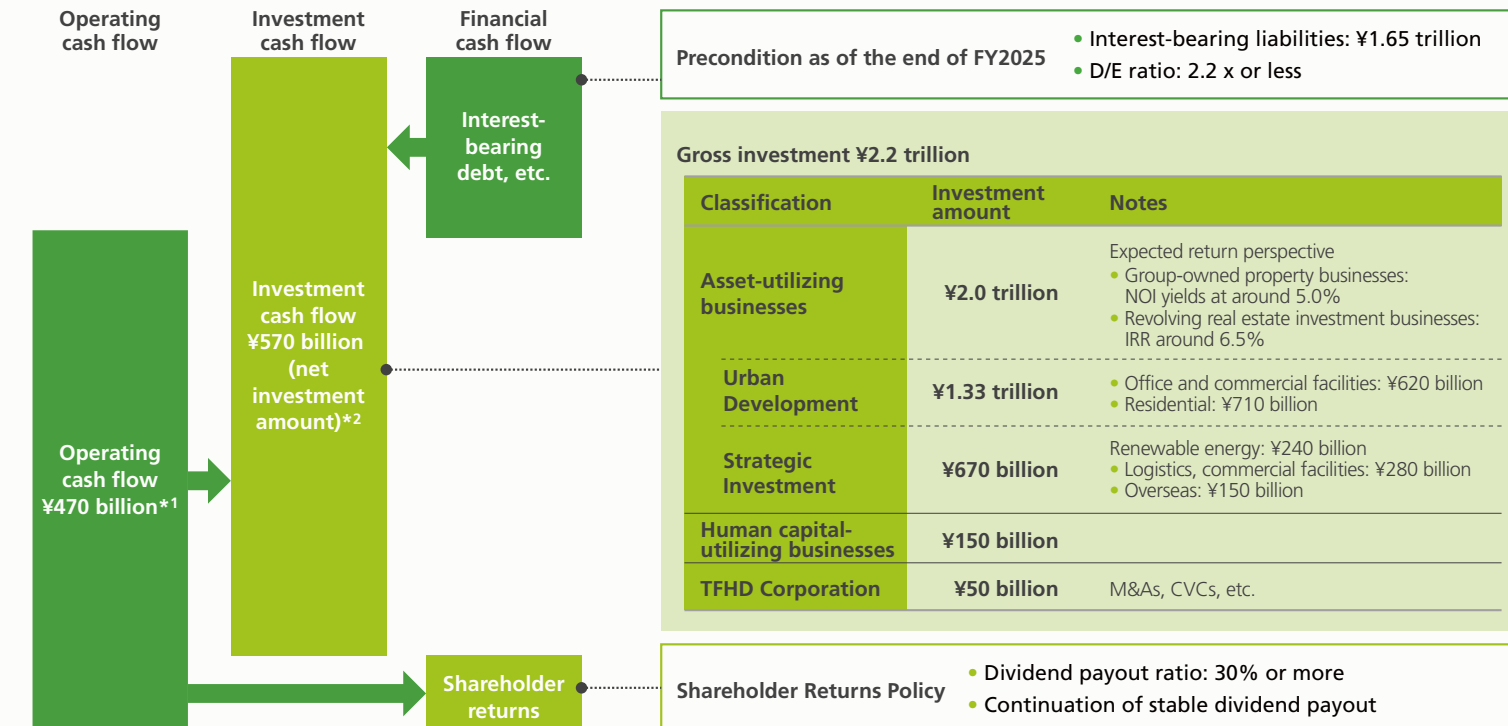 Operating
cash flow
Investment
cash flow
Financial
cash flow
Interest-
bearing
debt, etc.
Investment
cash flow
¥570 billion
(net
investment
amount)*2
Operating
cash flow
¥470 billion*1
Shareholder
returns
Precondition as of the end of FY2025
• Interest-bearing liabilities: ¥1.65 trillion
• D/E ratio: 2.2 x or less
Gross investment ¥2.2 trillion
Classification
Investment
amount
Notes
Asset-utilizing
businesses
¥2.0 trillion
Expected return perspective
• Group-owned property businesses:
NOI yields at around 5.0%
• Revolving real estate investment businesses:
IRR around 6.5%
Urban
Development
¥1.33 trillion
• Office and commercial facilities: ¥620 billion
• Residential: ¥710 billion
Strategic
Investment
¥670 billion
Renewable energy: ¥240 billion
• Logistics, commercial facilities: ¥280 billion
• Overseas: ¥150 billion
Human capital-
utilizing businesses
¥150 billion
TFHD Corporation
¥50 billion
M&As, CVCs, etc.
Shareholder Returns Policy
• Dividend payout ratio: 30% or more
• Continuation of stable dividend payout